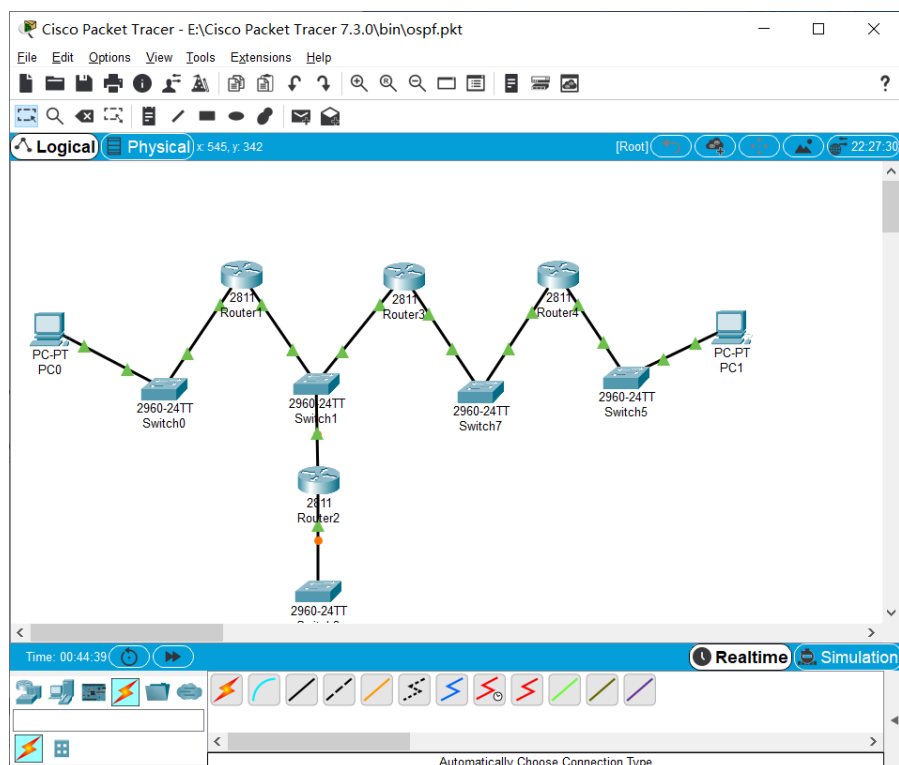 Cisco Packet Tracer - E:\Cisco Packet Tracer 7.3.0\bin\ospf.pkt
File Edit Options View Tools Extensions Help
?
Logical Physical x: 545, y: 342 [Root] 22:27:30
2811
Router1
2811
Router3
2811
Router4
PC-PT
PC0
PC-PT
PC1
2960-24TT
Switch0
2960-24TT
Switch1
2960-24TT
Switch7
2960-24TT
Switch5
2811
Router2
2960-24TT
Time: 00:44:39 Realtime Simulation
Automatically Choose Connection Type